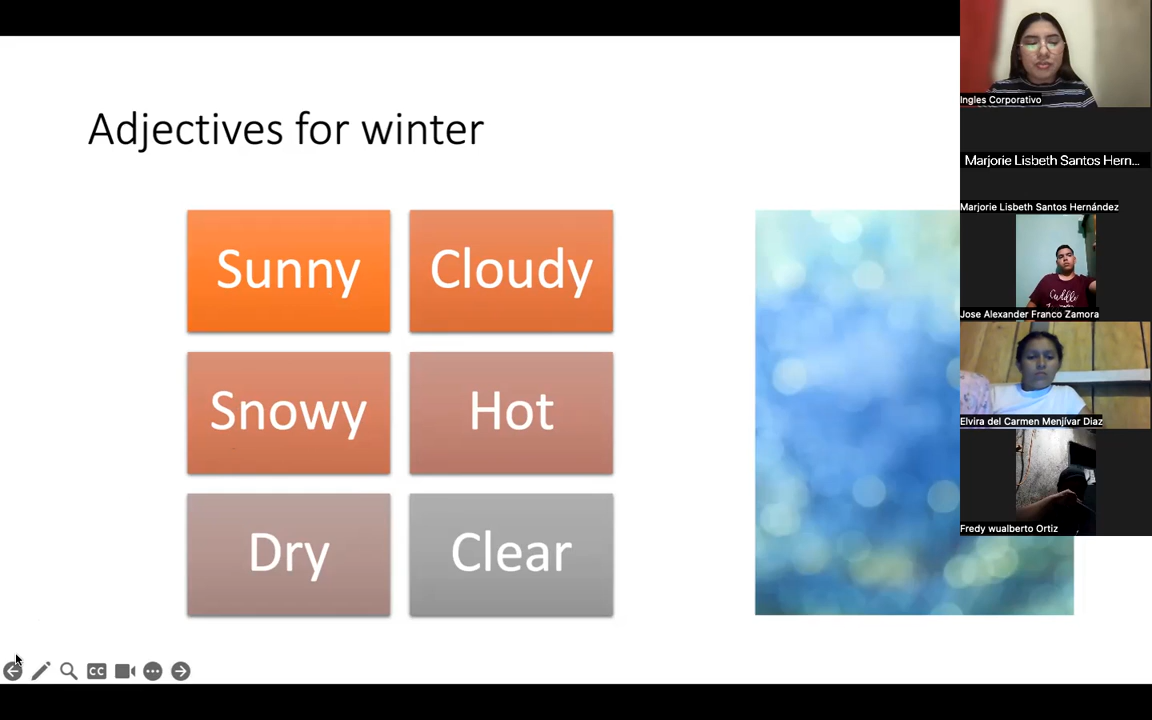 Adjectives for winter
Sunny
Cloudy
Snowy
Hot
Dry
Clear
CC
Ingles Corporativo
Marjorie Lisbeth Santos Hern...
Marjorie Lisbeth Santos Hernández
Jose Alexander Franco Zamora
Elvira del Carmen Menjívar Diaz
Fredy wualberto Ortiz